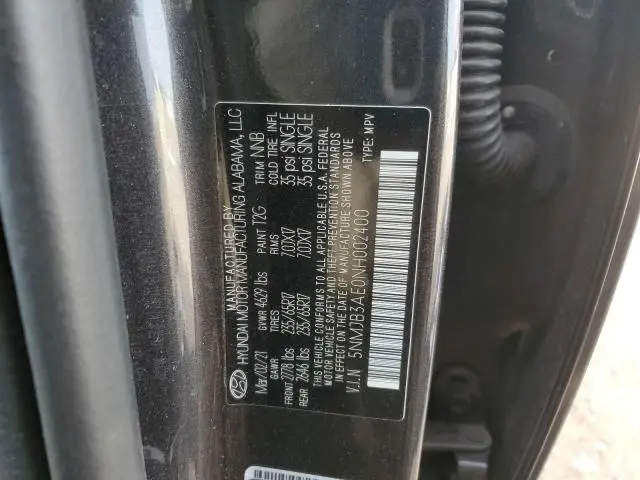 MANUFACTURED BY
HYUNDAI MOTOR MANUFACTURING ALABAMA, LLC
Mar/02/21 GVWR 4629 lbs PAINT T2G TRIM NNB
GAWR TIRES RIMS COLD TIRE INFL
FRONT 2778 lbs 235/65R17 7.0JX17 35 psi SINGLE
REAR 2646 lbs 235/65R17 7.0JX17 35 psi SINGLE
THIS VEHICLE CONFORMS TO ALL APPLICABLE U.S.A. FEDERAL
MOTOR VEHICLE SAFETY, AND THEFT PREVENTION STANDARDS
IN EFFECT ON THE DATE OF MANUFACTURE SHOWN ABOVE
V.I.N 5NMJB3AE0NH002400 TYPE: MPV